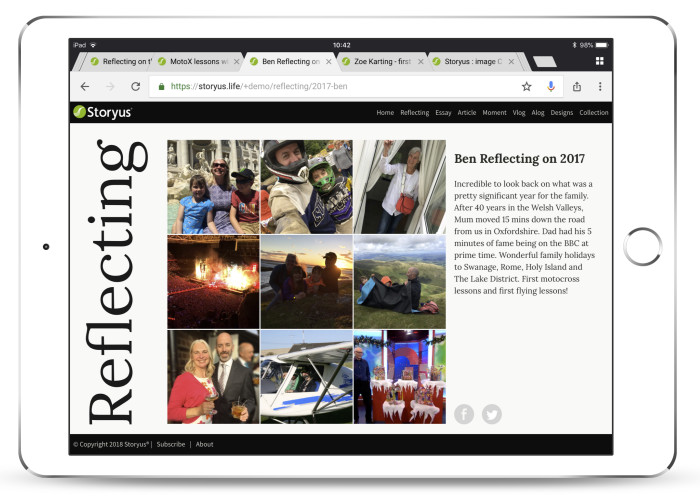 iPad
10:42
98%
Reflecting on t'
MotoX lessons wi
Ben Reflecting on
Zoe Karting - first
Storyus : image D
https://storyus.life/+demo/reflecting/2017-ben
Storyus
Home Reflecting Essay Article Moment Vlog Alog Designs Collection
Reflecting
Ben Reflecting on 2017
Incredible to look back on what was a
pretty significant year for the family.
After 40 years in the Welsh Valleys,
Mum moved 15 mins down the road
from us in Oxfordshire. Dad had his 5
minutes of fame being on the BBC at
prime time. Wonderful family holidays
to Swanage, Rome, Holy Island and
The Lake District. First motocross
lessons and first flying lessons!
© Copyright 2018 Storyus® | Subscribe | About